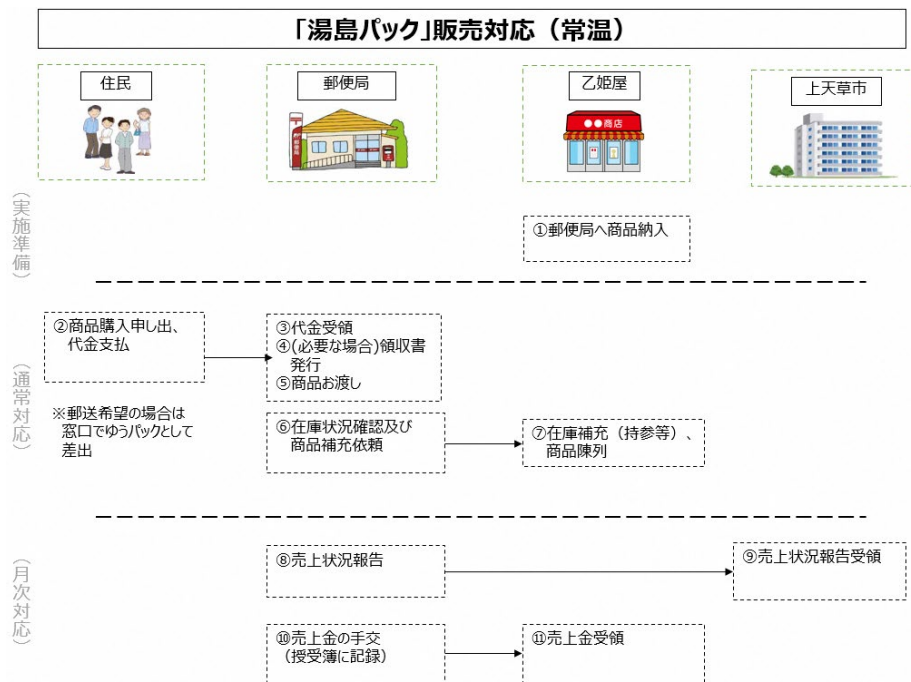 「湯島パック」販売対応（常温）
住民
郵便局
乙姫屋
上天草市
●●商店
（実施準備）
①郵便局へ商品納入
（通常対応）
②商品購入申し出、
代金支払
③代金受領
④(必要な場合)領収書
発行
⑤商品お渡し
※郵送希望の場合は
窓口でゆうパックとして
差出
⑥在庫状況確認及び
商品補充依頼
⑦在庫補充（持参等）、
商品陳列
（月次対応）
⑧売上状況報告
⑨売上状況報告受領
⑩売上金の手交
（授受簿に記録）
⑪売上金受領